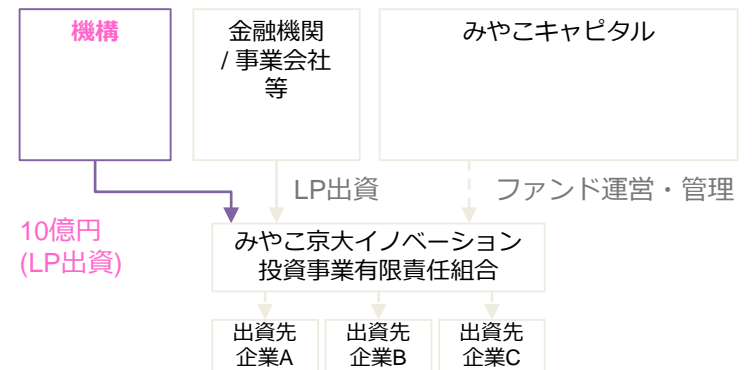 機構
金融機関
/ 事業会社
等
みやこキャピタル
LP出資
ファンド運営・管理
10億円
(LP出資)
みやこ京大イノベーション
投資事業有限責任組合
出資先
企業A
出資先
企業B
出資先
企業C